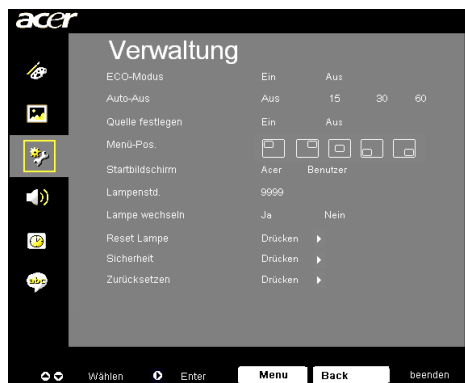 acer
Verwaltung
ECO-Modus Ein Aus
Auto-Aus Aus 15 30 60
Quelle festlegen Ein Aus
Menü-Pos.
Startbildschirm Acer Benutzer
Lampenstd. 9999
Lampe wechseln Ja Nein
Reset Lampe Drücken
Sicherheit Drücken
Zurücksetzen Drücken
abc
Wählen Enter Menu Back beenden